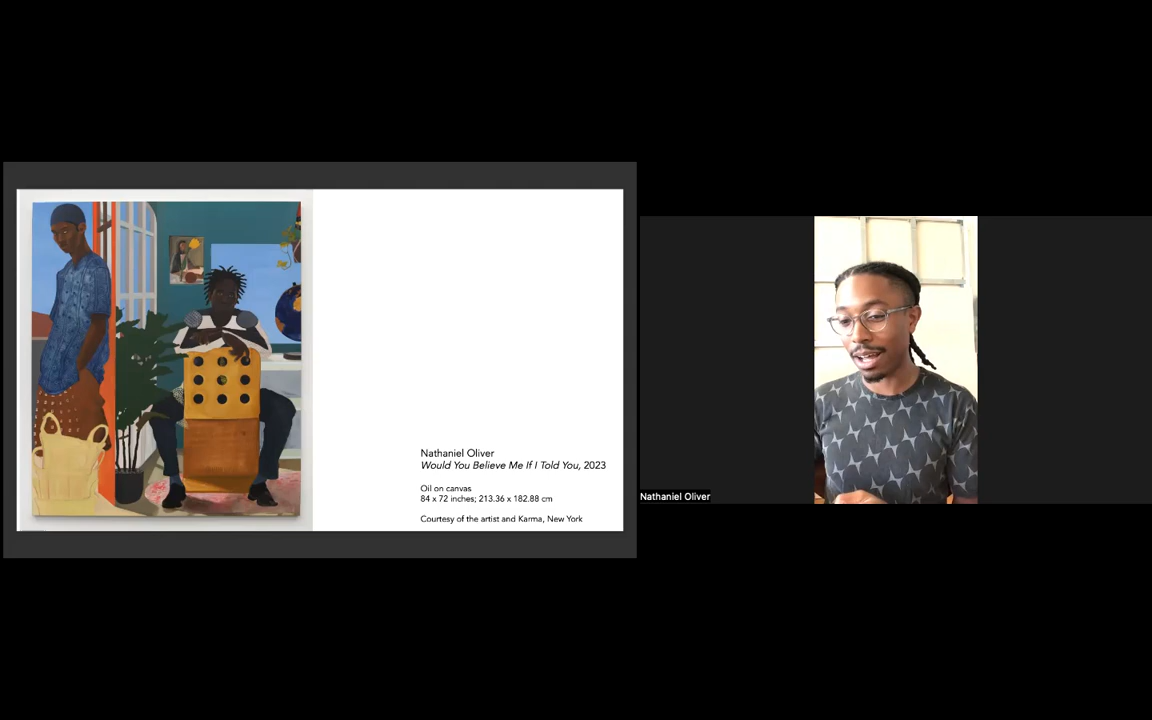 Nathaniel Oliver
Would You Believe Me If I Told You, 2023
Oil on canvas
84 x 72 inches; 213.36 x 182.88 cm
Courtesy of the artist and Karma, New York
Nathaniel Oliver